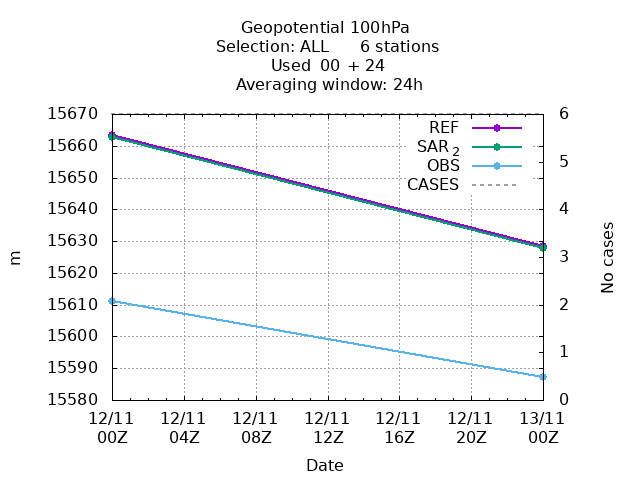 Geopotential 100hPa
Selection: ALL 6 stations
Used 00 + 24
Averaging window: 24h
15670
15660
15650
15640
15630
15620
15610
15600
15590
15580
m
6
5
4
3
2
1
0
No cases
REF
SAR 2
OBS
CASES
12/11 12/11 12/11 12/11 12/11 12/11 13/11
00Z 04Z 08Z 12Z 16Z 20Z 00Z
Date